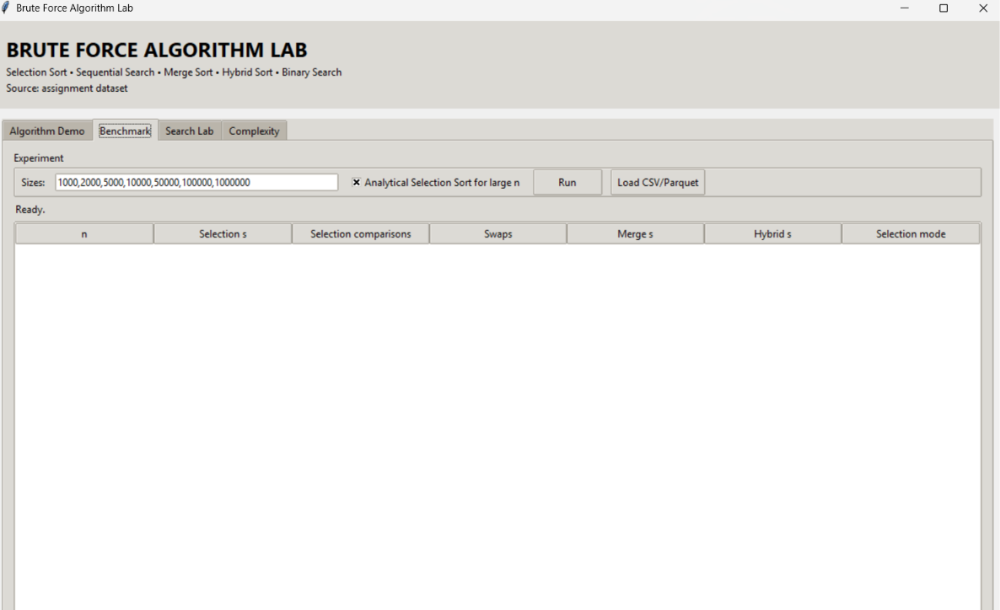 Brute Force Algorithm Lab
BRUTE FORCE ALGORITHM LAB
Selection Sort • Sequential Search • Merge Sort • Hybrid Sort • Binary Search
Source: assignment dataset
Algorithm Demo Benchmark Search Lab Complexity
Experiment
Sizes: 1000,2000,5000,10000,50000,100000,1000000 Analytical Selection Sort for large n Run Load CSV/Parquet
Ready.
n Selection s Selection comparisons Swaps Merge s Hybrid s Selection mode